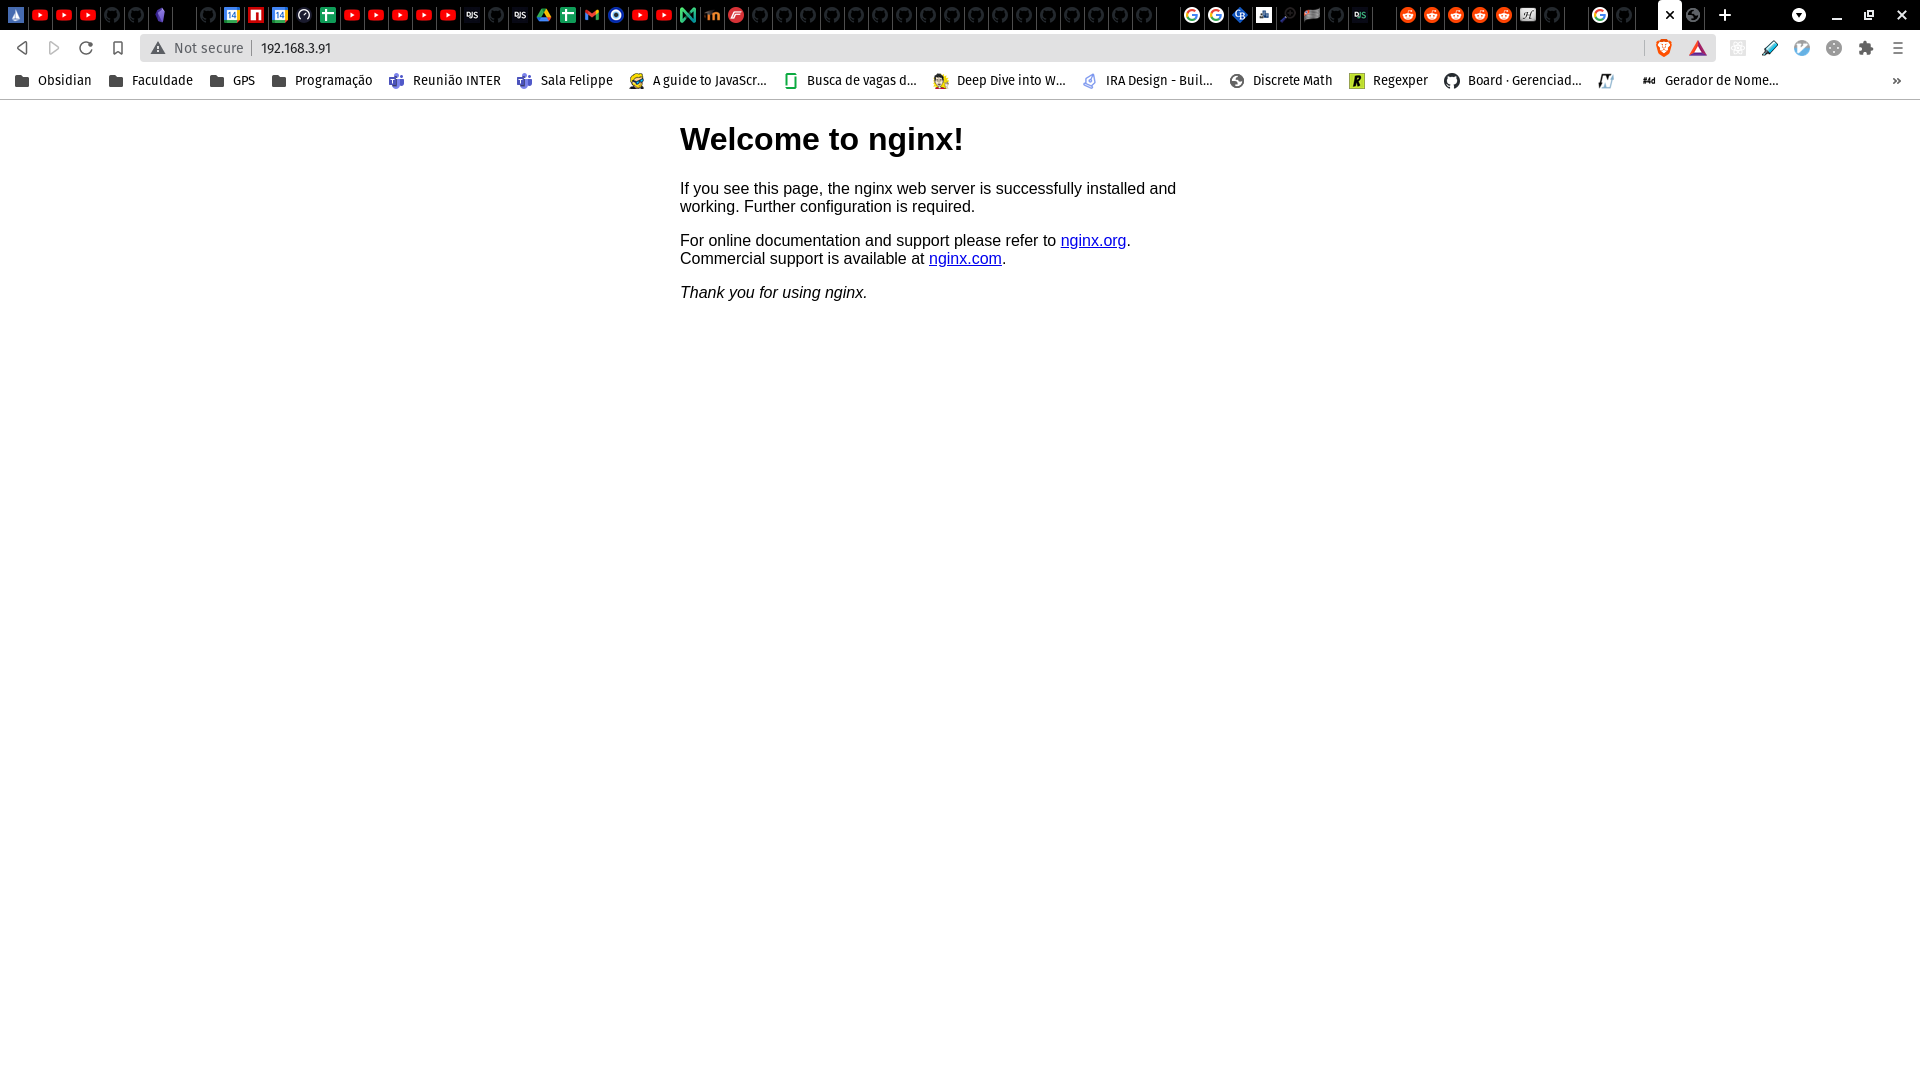 Not secure 192.168.3.91
Obsidian Faculdade GPS Programação Reunião INTER Sala Felippe A guide to JavaScr... Busca de vagas d... Deep Dive into W... IRA Design - Buil... Discrete Math Regexper Board · Gerenciad... #4d Gerador de Nome... »
Welcome to nginx!
If you see this page, the nginx web server is successfully installed and
working. Further configuration is required.
For online documentation and support please refer to nginx.org.
Commercial support is available at nginx.com.
Thank you for using nginx.